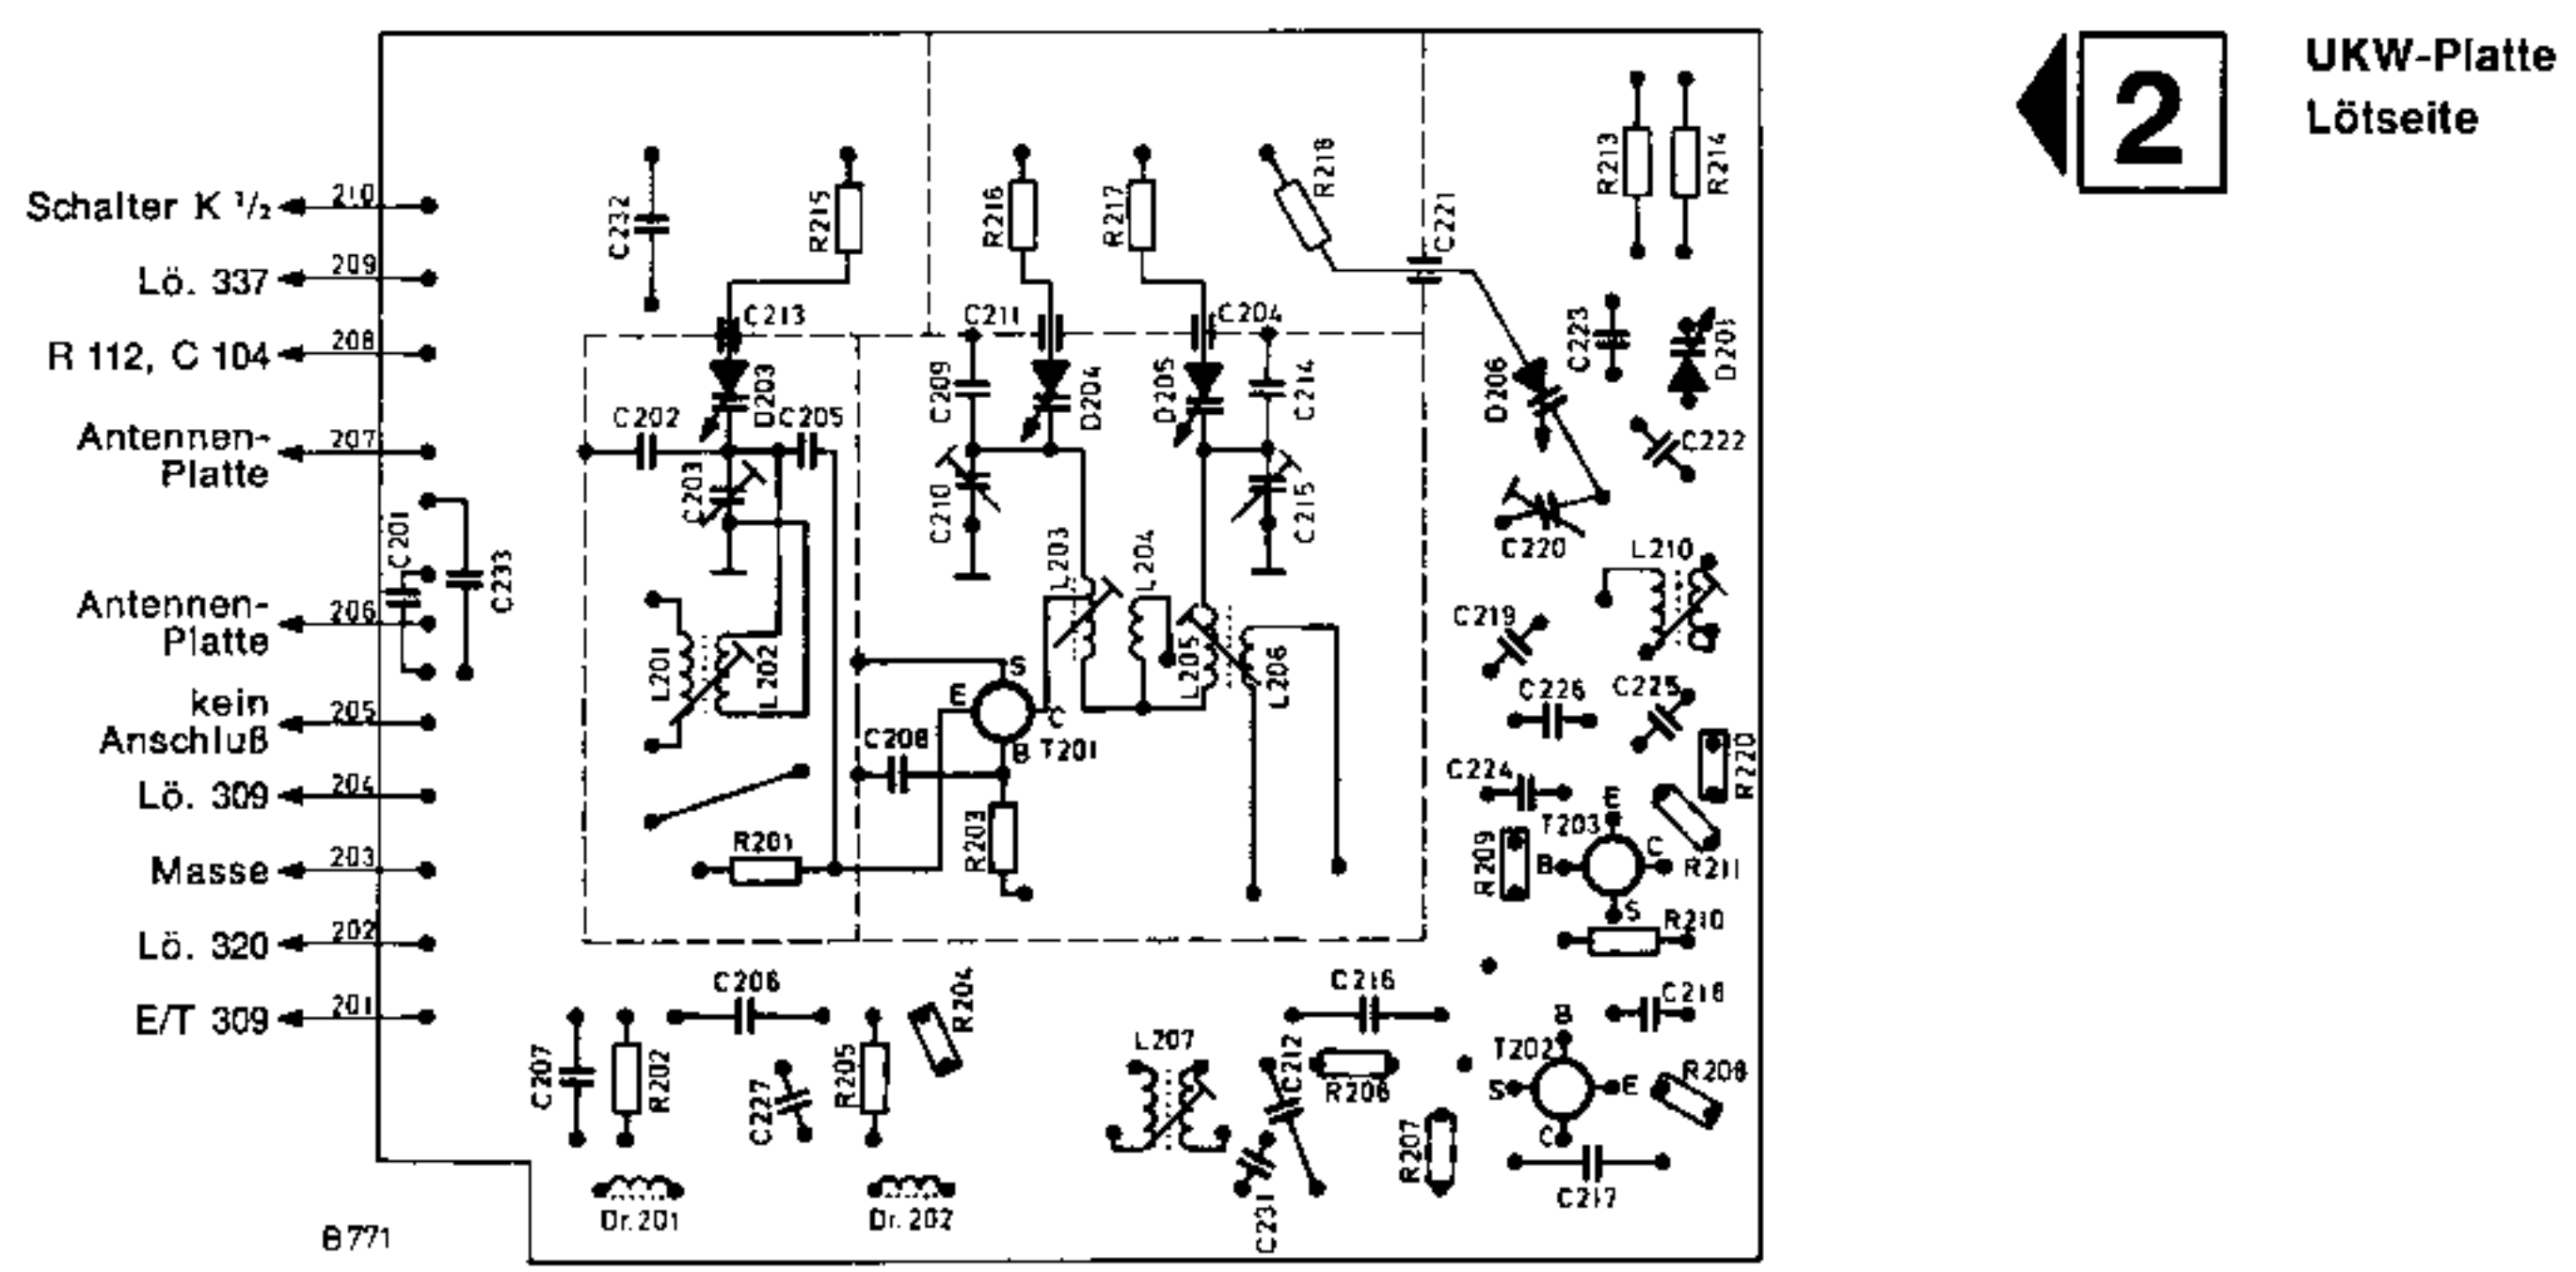 2
UKW-Platte
Lötseite
Schalter K 1/2
210
Lö. 337
209
R 112, C 104
208
Antennen-
Platte
207
Antennen-
Platte
206
kein
Anschluß
205
Lö. 309
204
Masse
203
Lö. 320
202
E/T 309
201
C201
C233
C232
R215
R216
R217
R218
C221
R213
R214
C213
C211
C204
C223
D201
D203
C209
D204
D205
C214
D206
C202
C205
C222
C203
C210
C215
C220
L203
L204
L210
C219
L201
L202
L205
L206
S
E
C
B
T201
C226
C225
C208
R220
C224
R203
R201
E
T203
B
C
S
R209
R211
R210
C206
R204
C216
C218
C207
R202
C227
R205
L207
C212
R206
B
T202
S
E
C
R208
R207
C217
C231
Dr.201
Dr.202
B771